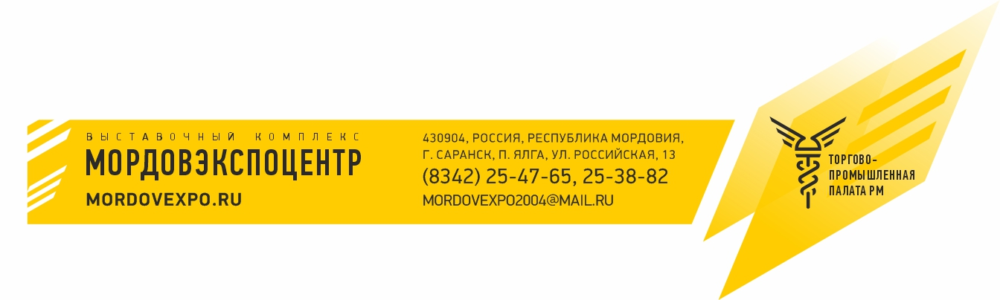 ВЫСТАВОЧНЫЙ КОМПЛЕКС
МОРДОВЭКСПОЦЕНТР
MORDOVEXPO.RU
430904, РОССИЯ, РЕСПУБЛИКА МОРДОВИЯ,
Г. САРАНСК, П. ЯЛГА, УЛ. РОССИЙСКАЯ, 13
(8342) 25-47-65, 25-38-82
MORDOVEXPO2004@MAIL.RU
ТОРГОВО-
ПРОМЫШЛЕННАЯ
ПАЛАТА РМ